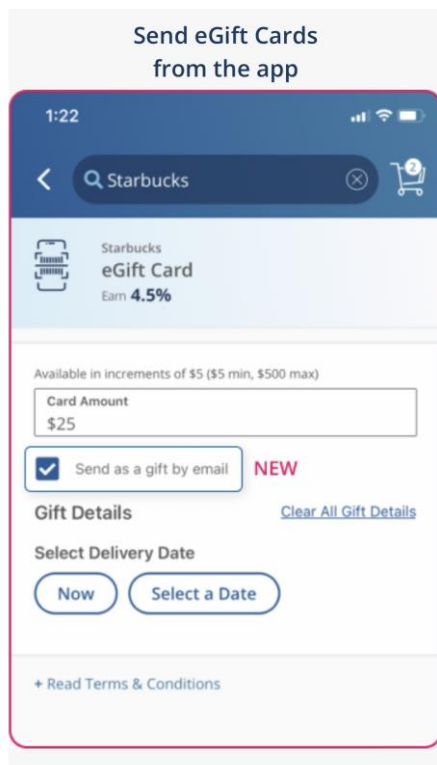 Send eGift Cards
from the app
1:22
Starbucks
2
Starbucks
eGift Card
Earn 4.5%
Available in increments of $5 ($5 min, $500 max)
Card Amount
$25
Send as a gift by email NEW
Gift Details Clear All Gift Details
Select Delivery Date
Now Select a Date
+ Read Terms & Conditions